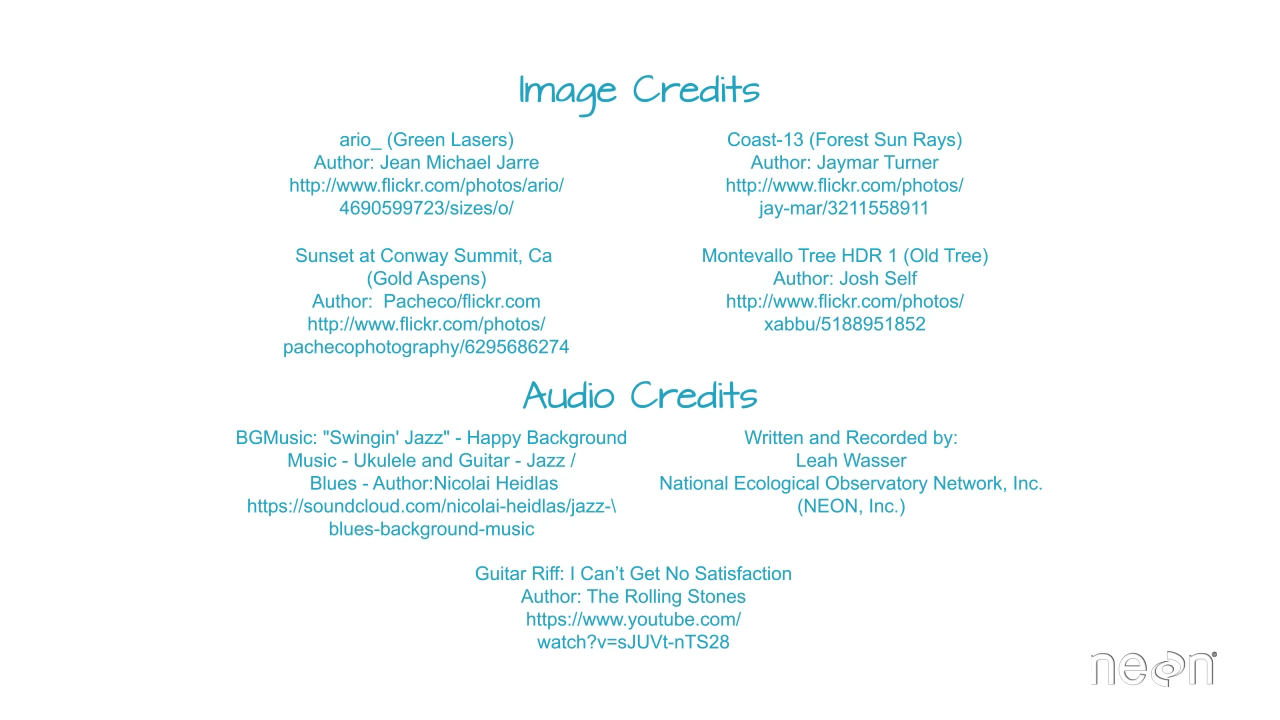 Image Credits
ario_ (Green Lasers)
Author: Jean Michael Jarre
http://www.flickr.com/photos/ario/
4690599723/sizes/o/
Coast-13 (Forest Sun Rays)
Author: Jaymar Turner
http://www.flickr.com/photos/
jay-mar/3211558911
Sunset at Conway Summit, Ca
(Gold Aspens)
Author:  Pacheco/flickr.com
http://www.flickr.com/photos/
pachecophotography/6295686274
Montevallo Tree HDR 1 (Old Tree)
Author: Josh Self
http://www.flickr.com/photos/
xabbu/5188951852
Audio Credits
BGMusic: "Swingin' Jazz" - Happy Background
Music - Ukulele and Guitar - Jazz /
Blues - Author:Nicolai Heidlas
https://soundcloud.com/nicolai-heidlas/jazz-\
blues-background-music
Written and Recorded by:
Leah Wasser
National Ecological Observatory Network, Inc.
(NEON, Inc.)
Guitar Riff: I Can’t Get No Satisfaction
Author: The Rolling Stones
https://www.youtube.com/
watch?v=sJUVt-nTS28
neon®